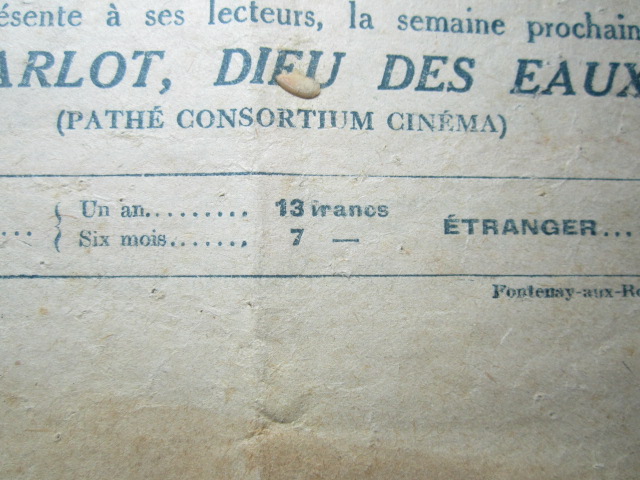 ésente à ses lecteurs, la semaine prochain
ARLOT, DIEU DES EAUX
(PATHÉ CONSORTIUM CINÉMA)
... { Un an......... 13 francs ÉTRANGER...
Six mois....... 7 —
Fontenay-aux-Ro